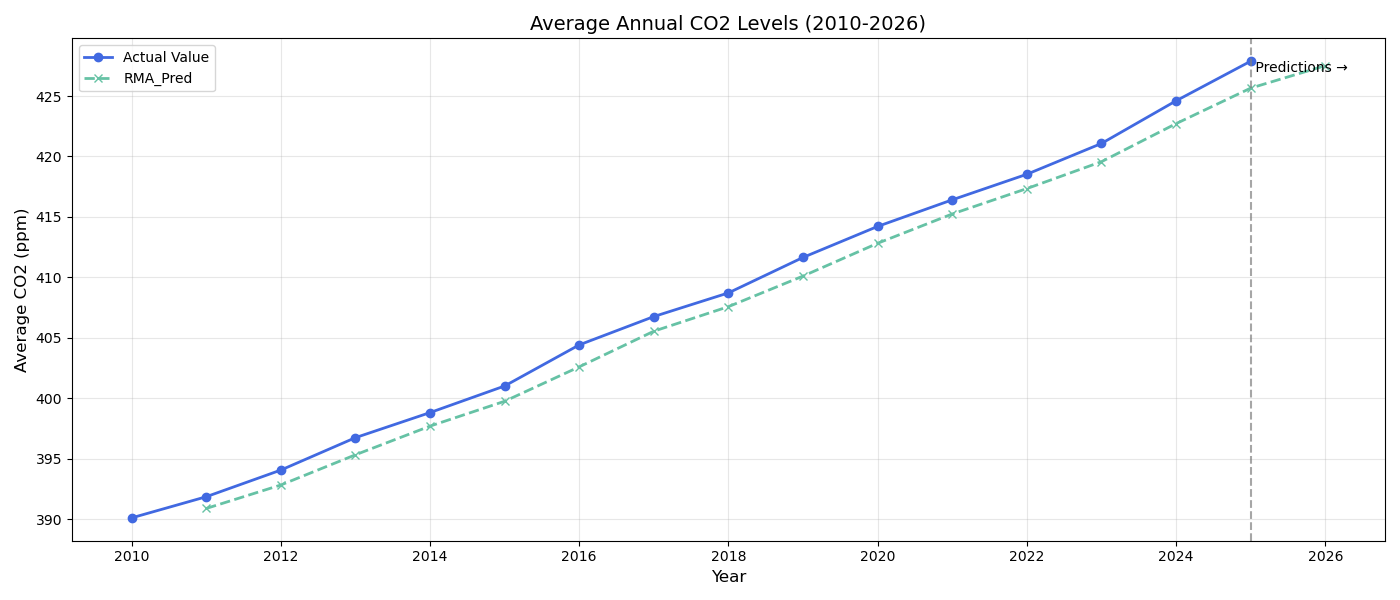 Average Annual CO2 Levels (2010-2026)
Actual Value
RMA_Pred
Predictions →
425
420
415
410
405
400
395
390
Average CO2 (ppm)
2010
2012
2014
2016
2018
2020
2022
2024
2026
Year